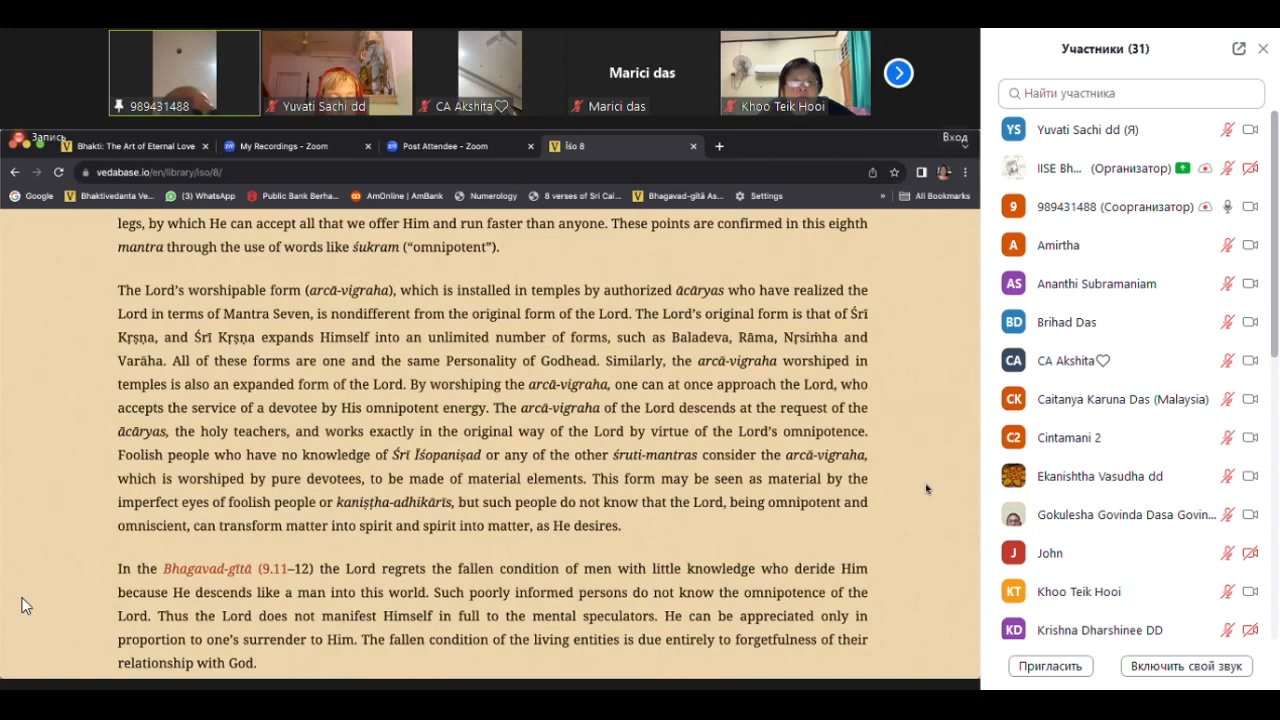 Участники (31)
Marici das
989431488
Yuvati Sachi dd
CA Akshita♡
Marici das
Khoo Teik Hooi
Запись
Вход
Bhakti: The Art of Eternal Love
My Recordings - Zoom
Post Attendee - Zoom
Īśo 8
vedabase.io/en/library/iso/8/
Google
Bhaktivedanta Ve...
(3) WhatsApp
Public Bank Berha...
AmOnline | AmBank
Numerology
8 verses of Sri Cai...
Bhagavad-gītā As...
Settings
»
All Bookmarks
legs, by which He can accept all that we offer Him and run faster than anyone. These points are confirmed in this eighth
mantra through the use of words like śukram (“omnipotent”).
The Lord’s worshipable form (arcā-vigraha), which is installed in temples by authorized ācāryas who have realized the
Lord in terms of Mantra Seven, is nondifferent from the original form of the Lord. The Lord’s original form is that of Śrī
Kṛṣṇa, and Śrī Kṛṣṇa expands Himself into an unlimited number of forms, such as Baladeva, Rāma, Nṛsiṁha and
Varāha. All of these forms are one and the same Personality of Godhead. Similarly, the arcā-vigraha worshiped in
temples is also an expanded form of the Lord. By worshiping the arcā-vigraha, one can at once approach the Lord, who
accepts the service of a devotee by His omnipotent energy. The arcā-vigraha of the Lord descends at the request of the
ācāryas, the holy teachers, and works exactly in the original way of the Lord by virtue of the Lord’s omnipotence.
Foolish people who have no knowledge of Śrī Īśopaniṣad or any of the other śruti-mantras consider the arcā-vigraha,
which is worshiped by pure devotees, to be made of material elements. This form may be seen as material by the
imperfect eyes of foolish people or kaniṣṭha-adhikārīs, but such people do not know that the Lord, being omnipotent and
omniscient, can transform matter into spirit and spirit into matter, as He desires.
In the Bhagavad-gītā (9.11–12) the Lord regrets the fallen condition of men with little knowledge who deride Him
because He descends like a man into this world. Such poorly informed persons do not know the omnipotence of the
Lord. Thus the Lord does not manifest Himself in full to the mental speculators. He can be appreciated only in
proportion to one’s surrender to Him. The fallen condition of the living entities is due entirely to forgetfulness of their
relationship with God.
Найти участника
YS Yuvati Sachi dd (Я)
IISE Bh... (Организатор)
9 989431488 (Соорганизатор)
A Amirtha
AS Ananthi Subramaniam
BD Brihad Das
CA CA Akshita♡
CK Caitanya Karuna Das (Malaysia)
C2 Cintamani 2
Ekanishtha Vasudha dd
Gokulesha Govinda Dasa Govin...
J John
KT Khoo Teik Hooi
KD Krishna Dharshinee DD
Пригласить
Включить свой звук